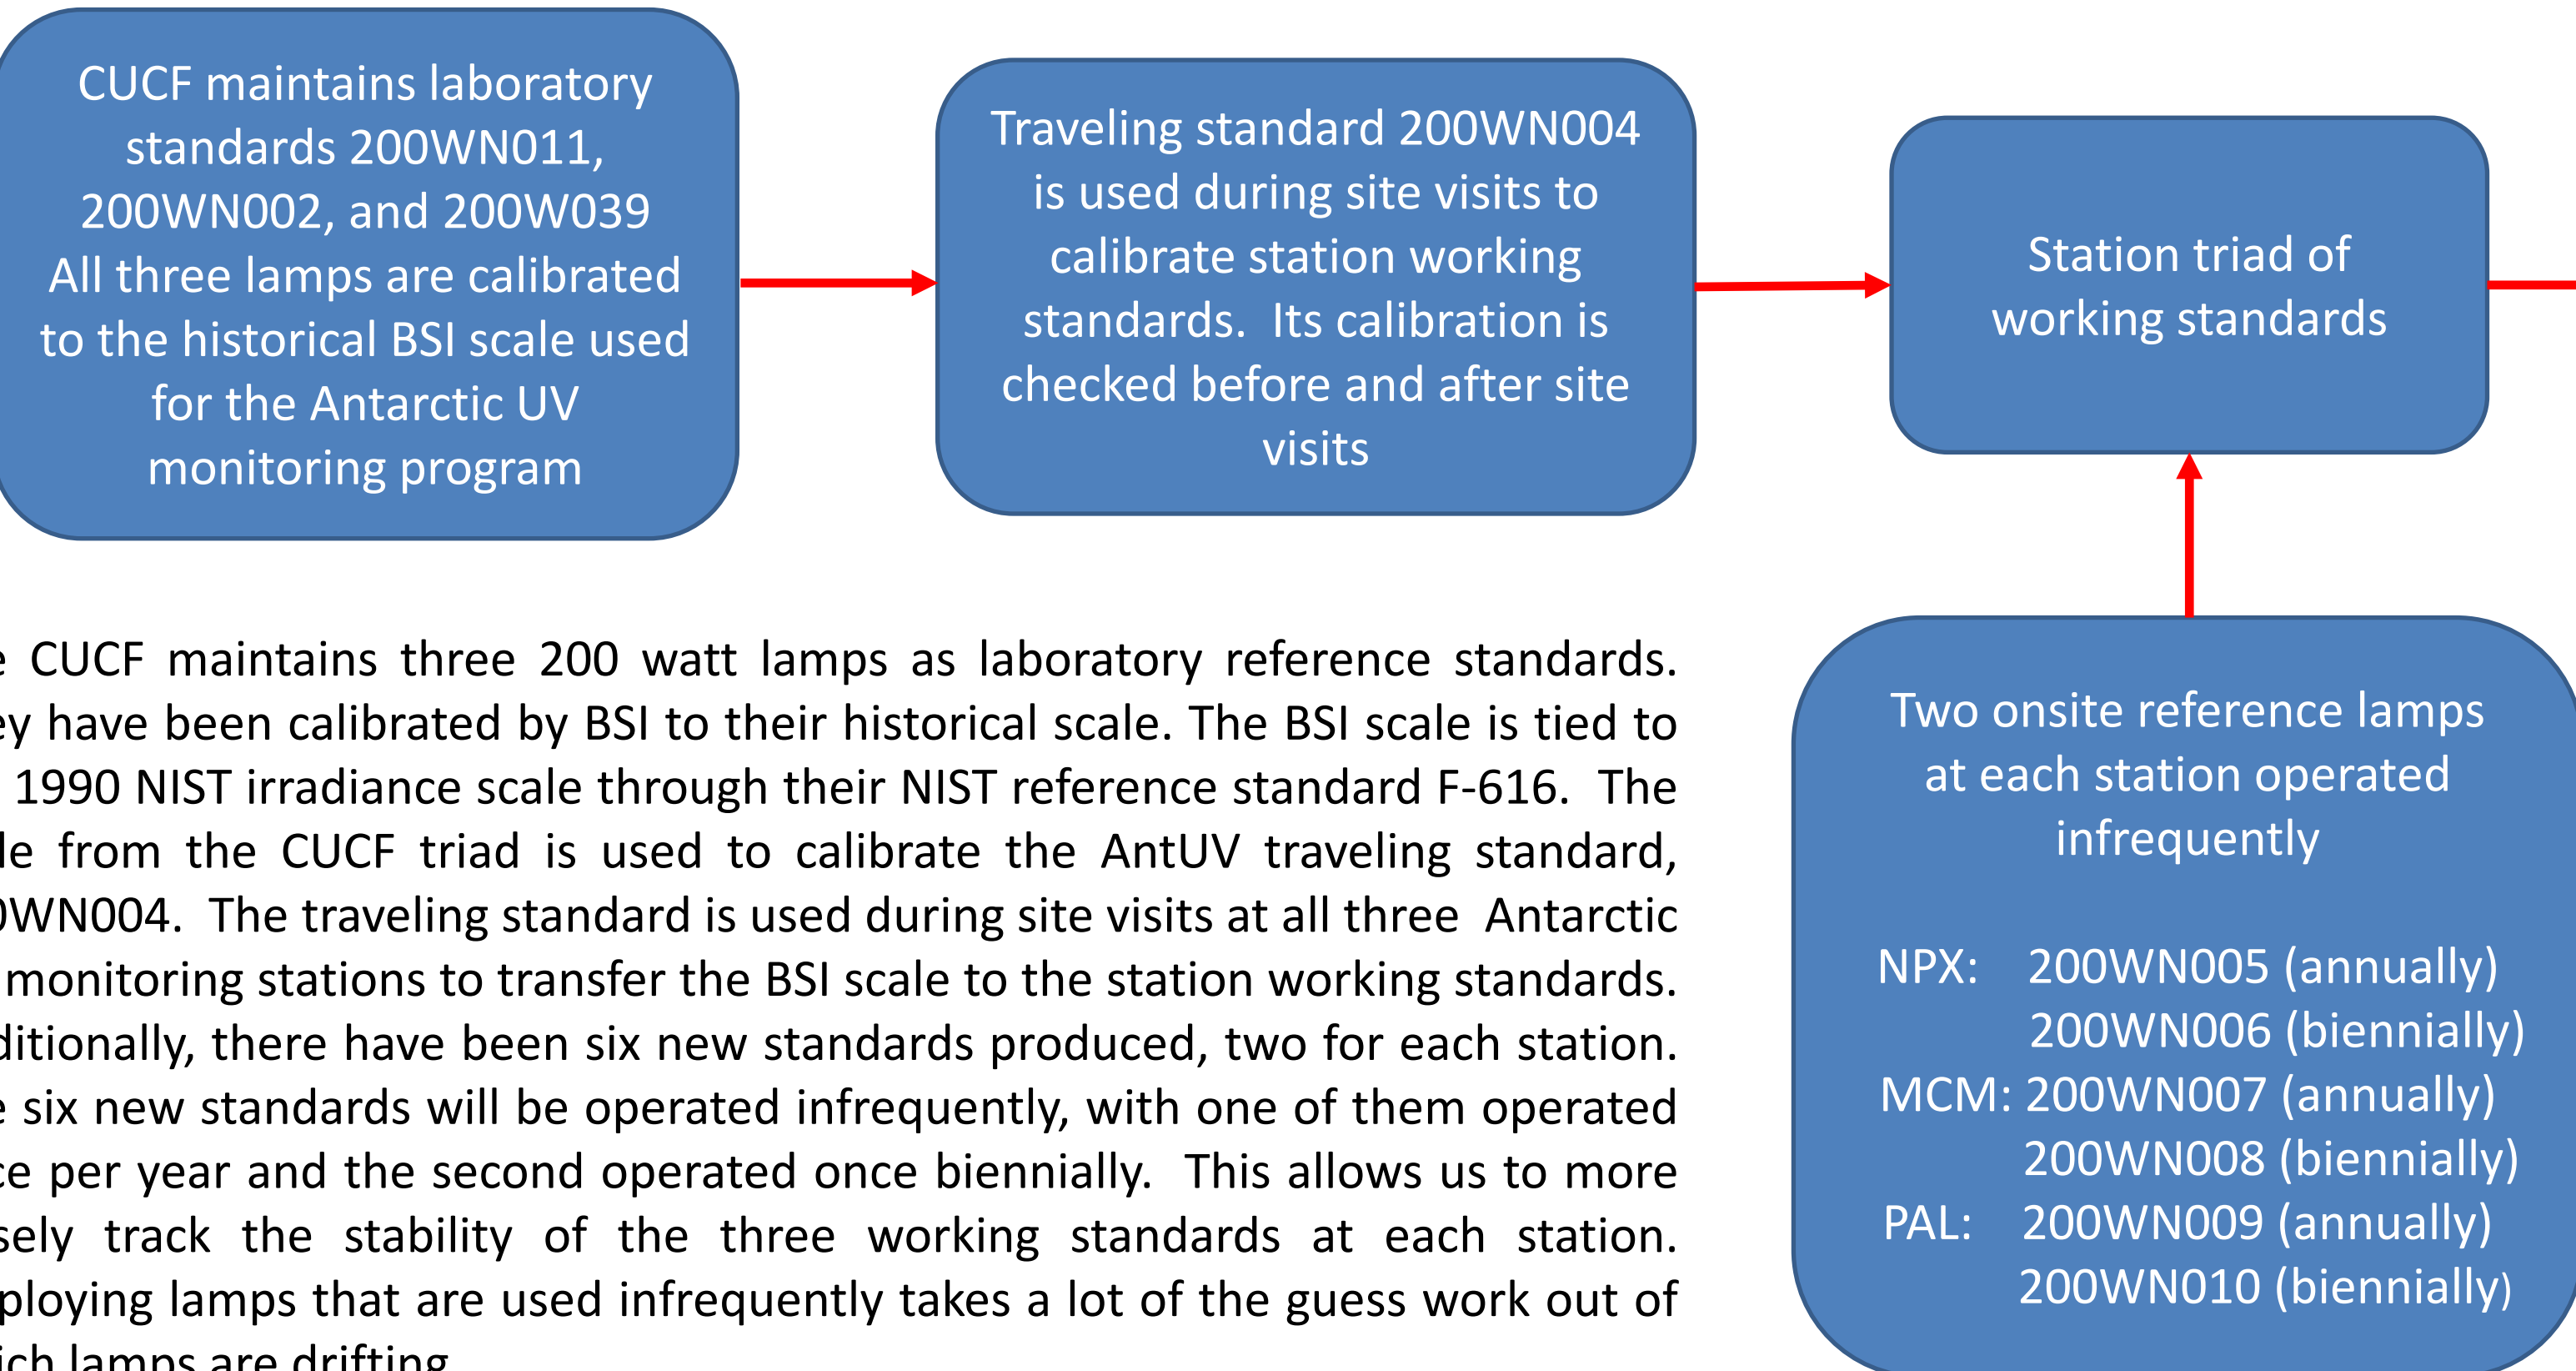 CUCF maintains laboratory
standards 200WN011,
200WN002, and 200W039
All three lamps are calibrated
to the historical BSI scale used
for the Antarctic UV
monitoring program
Traveling standard 200WN004
is used during site visits to
calibrate station working
standards. Its calibration is
checked before and after site
visits
Station triad of
working standards
e CUCF maintains three 200 watt lamps as laboratory reference standards.
ey have been calibrated by BSI to their historical scale. The BSI scale is tied to
1990 NIST irradiance scale through their NIST reference standard F-616. The
le from the CUCF triad is used to calibrate the AntUV traveling standard,
0WN004. The traveling standard is used during site visits at all three Antarctic
monitoring stations to transfer the BSI scale to the station working standards.
ditionally, there have been six new standards produced, two for each station.
e six new standards will be operated infrequently, with one of them operated
ce per year and the second operated once biennially. This allows us to more
sely track the stability of the three working standards at each station.
ploying lamps that are used infrequently takes a lot of the guess work out of
ich lamps are drifting
Two onsite reference lamps
at each station operated
infrequently
NPX: 200WN005 (annually)
200WN006 (biennially)
MCM: 200WN007 (annually)
200WN008 (biennially)
PAL: 200WN009 (annually)
200WN010 (biennially)